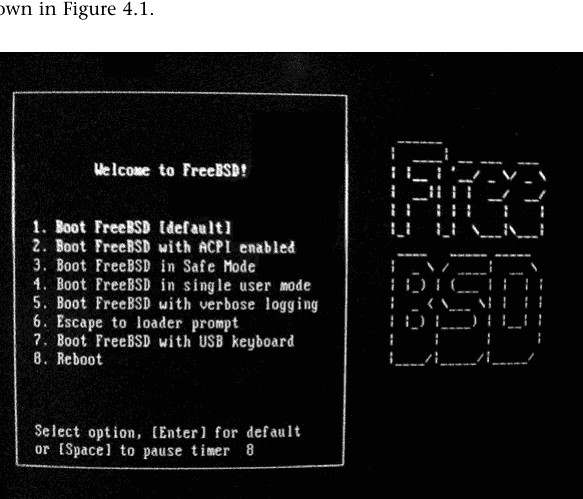 own in Figure 4.1.
Welcome to FreeBSD!
1. Boot FreeBSD [default]
2. Boot FreeBSD with ACPI enabled
3. Boot FreeBSD in Safe Mode
4. Boot FreeBSD in single user mode
5. Boot FreeBSD with verbose logging
6. Escape to loader prompt
7. Boot FreeBSD with USB keyboard
8. Reboot
Select option, [Enter] for default
or [Space] to pause timer 8
Free
BSD